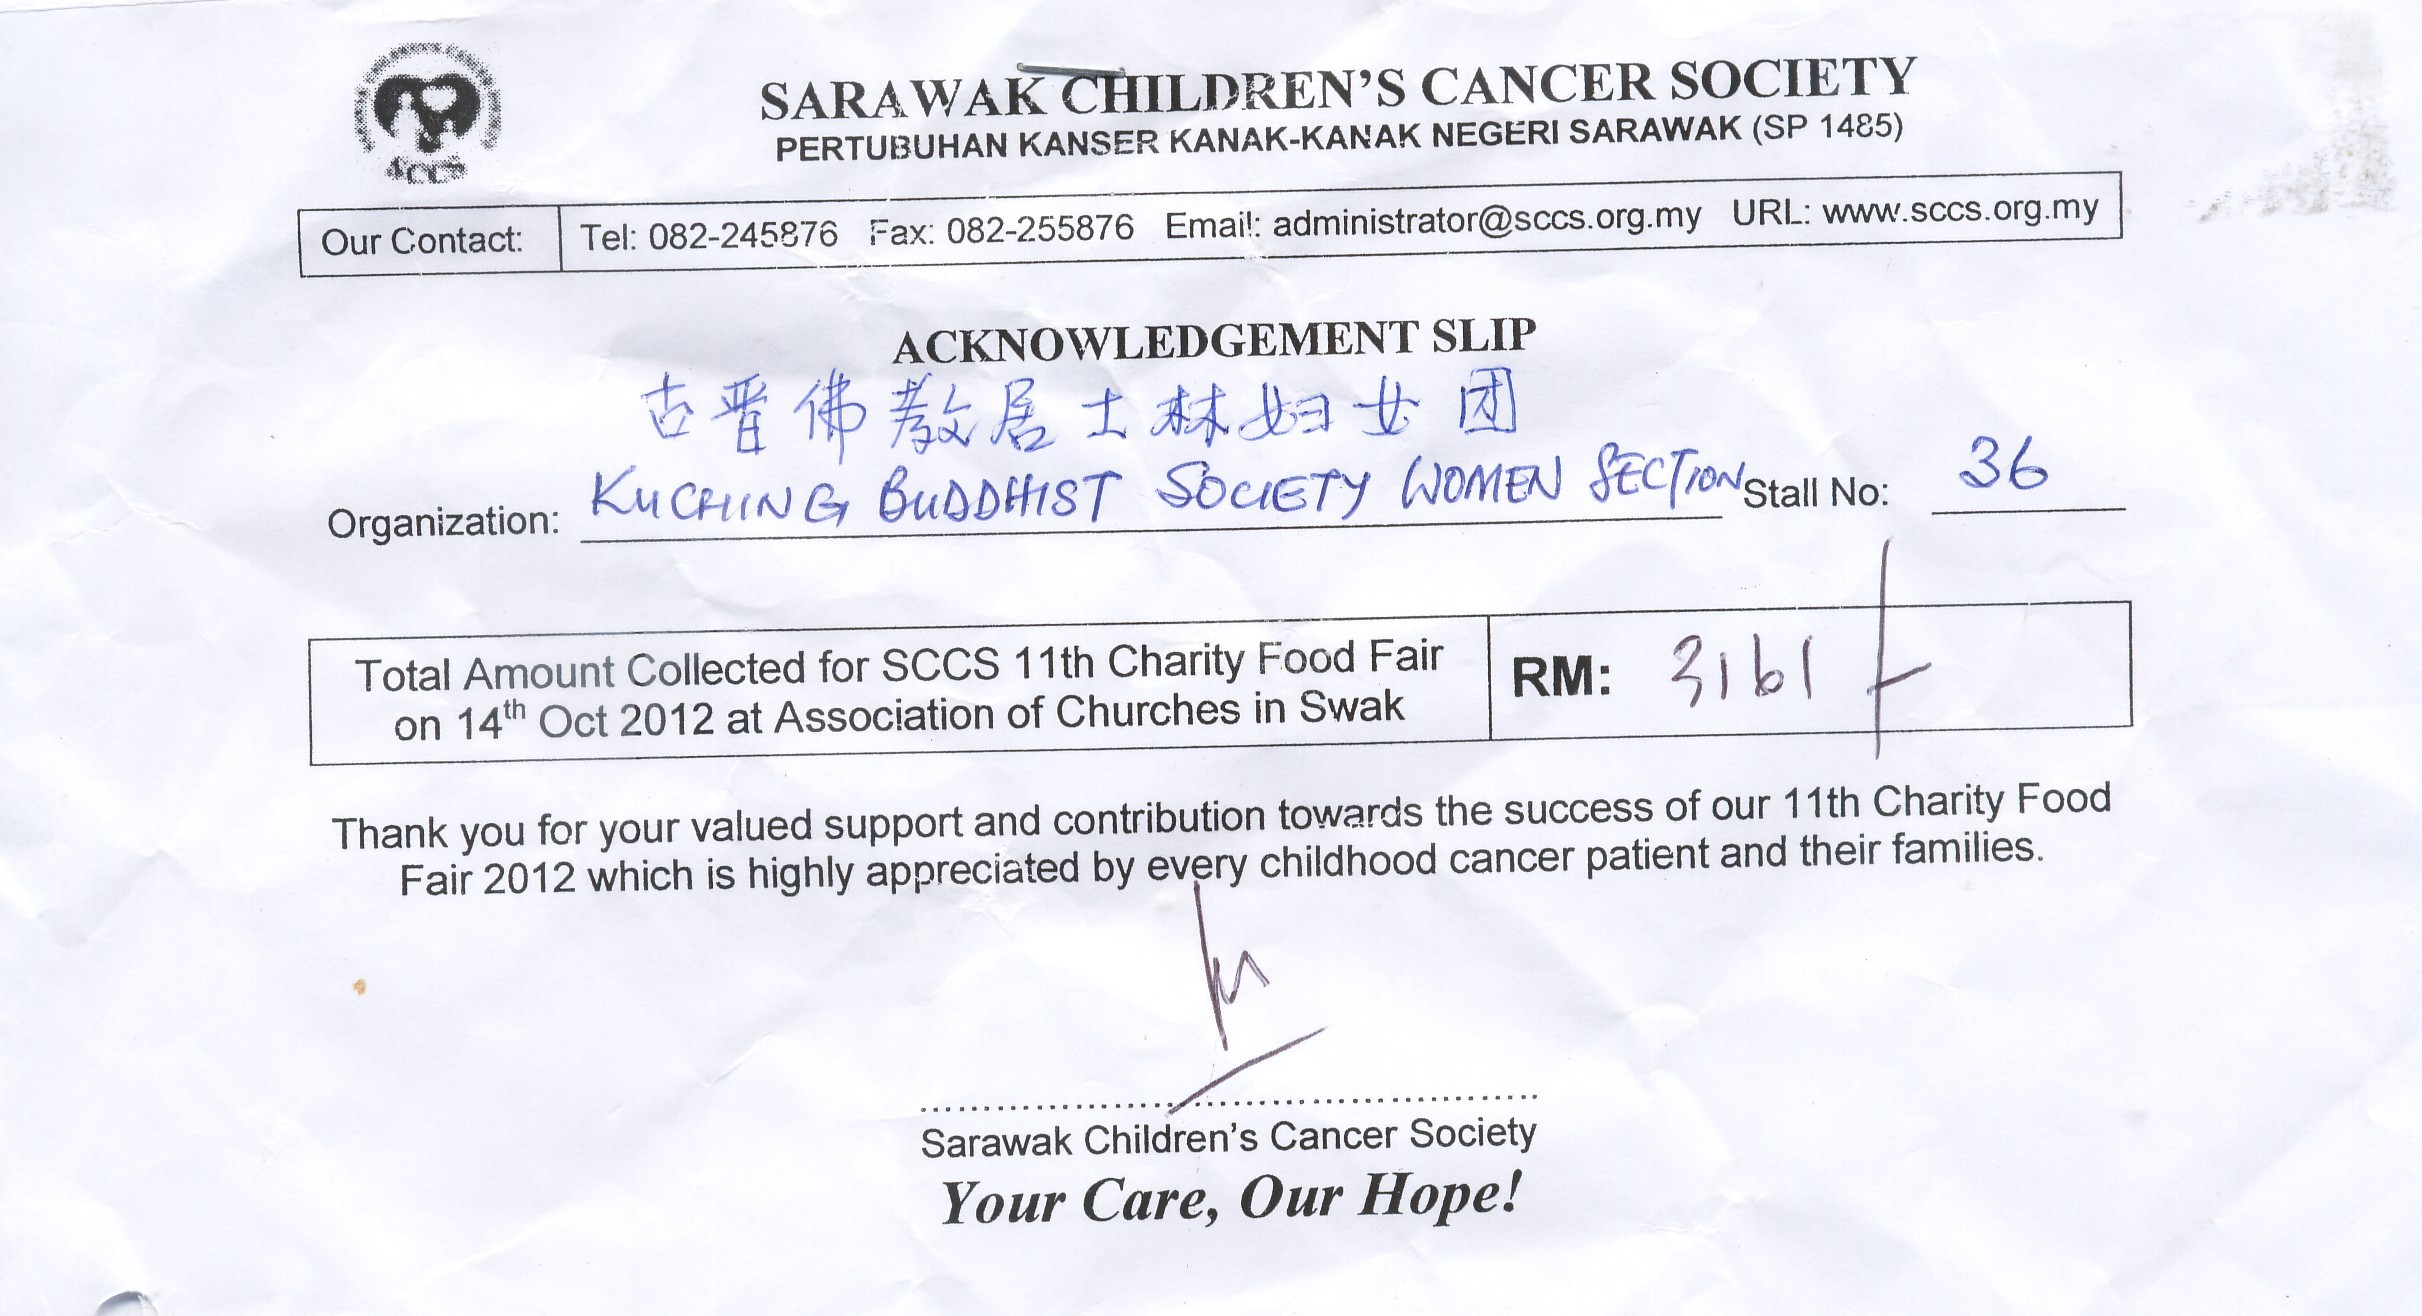 SCCS
SARAWAK CHILDREN'S CANCER SOCIETY
PERTUBUHAN KANSER KANAK-KANAK NEGERI SARAWAK (SP 1485)
Our Contact: Tel: 082-245876 Fax: 082-255876 Email: administrator@sccs.org.my URL: www.sccs.org.my
ACKNOWLEDGEMENT SLIP
古晋佛教居士林妇女团
Organization: KUCHING BUDDHIST SOCIETY WOMEN SECTION Stall No: 36
Total Amount Collected for SCCS 11th Charity Food Fair
on 14th Oct 2012 at Association of Churches in Swak
RM: 3161/-
Thank you for your valued support and contribution towards the success of our 11th Charity Food
Fair 2012 which is highly appreciated by every childhood cancer patient and their families.
Sarawak Children's Cancer Society
Your Care, Our Hope!